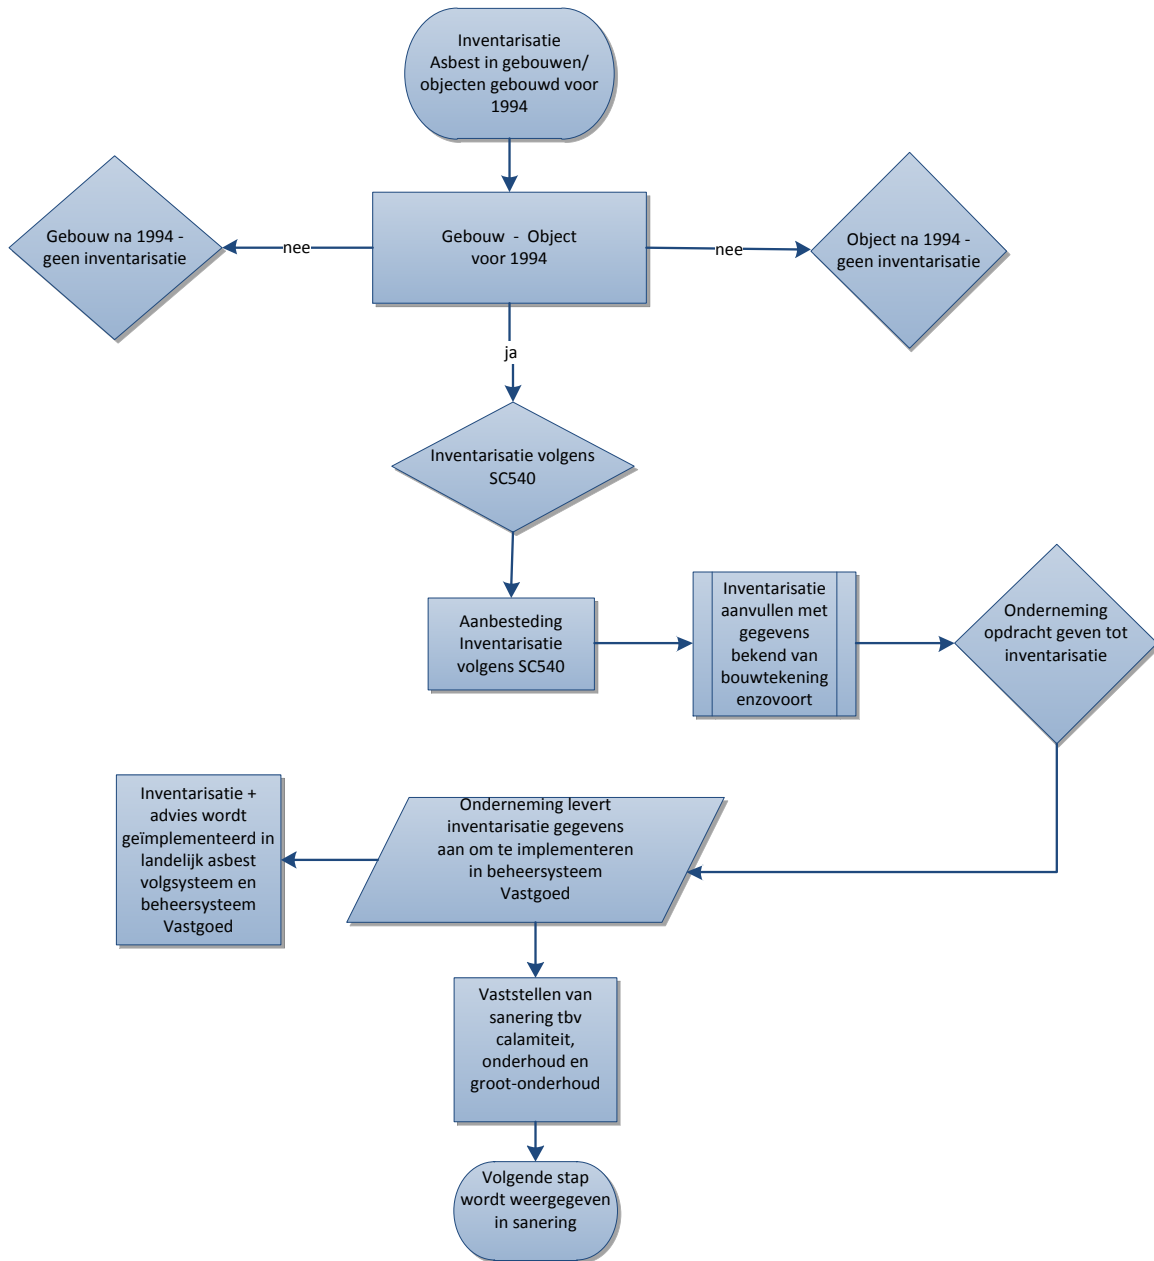 Inventarisatie
Asbest in gebouwen/
objecten gebouwd voor
1994
Gebouw na 1994 -
geen inventarisatie
nee
Gebouw - Object
voor 1994
nee
Object na 1994 -
geen inventarisatie
ja
Inventarisatie volgens
SC540
Aanbesteding
Inventarisatie
volgens SC540
Inventarisatie
aanvullen met
gegevens
bekend van
bouwtekening
enzovoort
Onderneming
opdracht geven tot
inventarisatie
Onderneming levert
inventarisatie gegevens
aan om te implementeren
in beheersysteem
Vastgoed
Inventarisatie +
advies wordt
geïmplementeerd in
landelijk asbest
volgsysteem en
beheersysteem
Vastgoed
Vaststellen van
sanering tbv
calamiteit,
onderhoud en
groot-onderhoud
Volgende stap
wordt weergegeven
in sanering